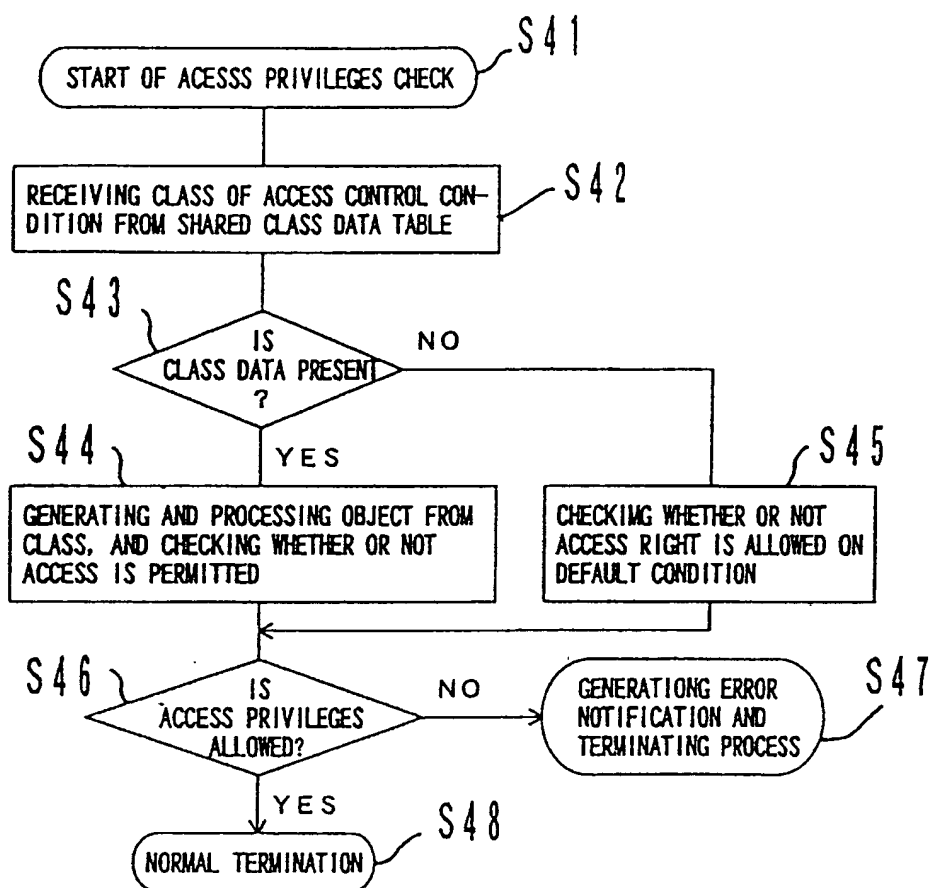 S41
START OF ACESSS PRIVILEGES CHECK
S42
RECEIVING CLASS OF ACCESS CONTROL CON-
DITION FROM SHARED CLASS DATA TABLE
S43
IS
CLASS DATA PRESENT
?
NO
YES
S44
GENERATING AND PROCESSING OBJECT FROM
CLASS, AND CHECKING WHETHER OR NOT
ACCESS IS PERMITTED
S45
CHECKIMG WHETHER OR NOT
ACCESS RIGHT IS ALLOWED ON
DEFAULT CONDITION
S46
IS
ACCESS PRIVILEGES
ALLOWED?
NO
YES
S47
GENERATIONG ERROR
NOTIFICATION AND
TERMINATING PROCESS
S48
NORMAL TERMINATION